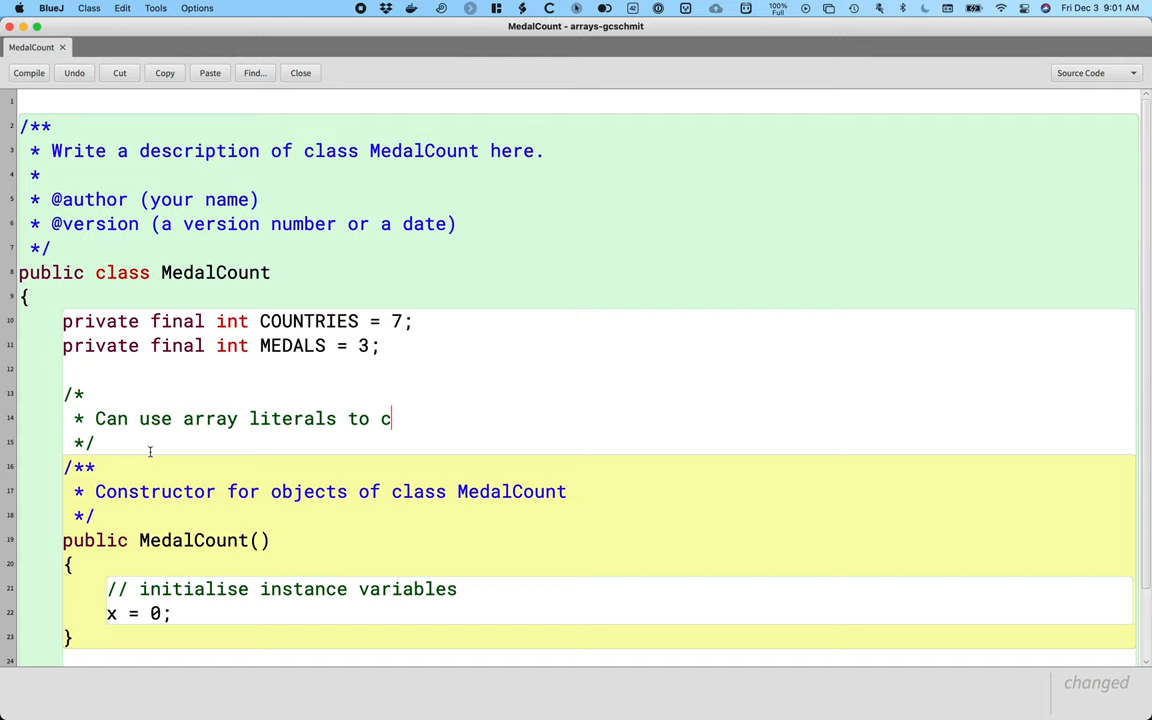 BlueJ Class Edit Tools Options 42 100% Full Fri Dec 3 9:01 AM
MedalCount - arrays-gcschmit
MedalCount ×
Compile Undo Cut Copy Paste Find... Close Source Code
1
2 /**
3 * Write a description of class MedalCount here.
4 *
5 * @author (your name)
6 * @version (a version number or a date)
7 */
8 public class MedalCount
9 {
10 private final int COUNTRIES = 7;
11 private final int MEDALS = 3;
12
13 /*
14 * Can use array literals to c
15 */
16 /**
17 * Constructor for objects of class MedalCount
18 */
19 public MedalCount()
20 {
21 // initialise instance variables
22 x = 0;
23 }
24
changed